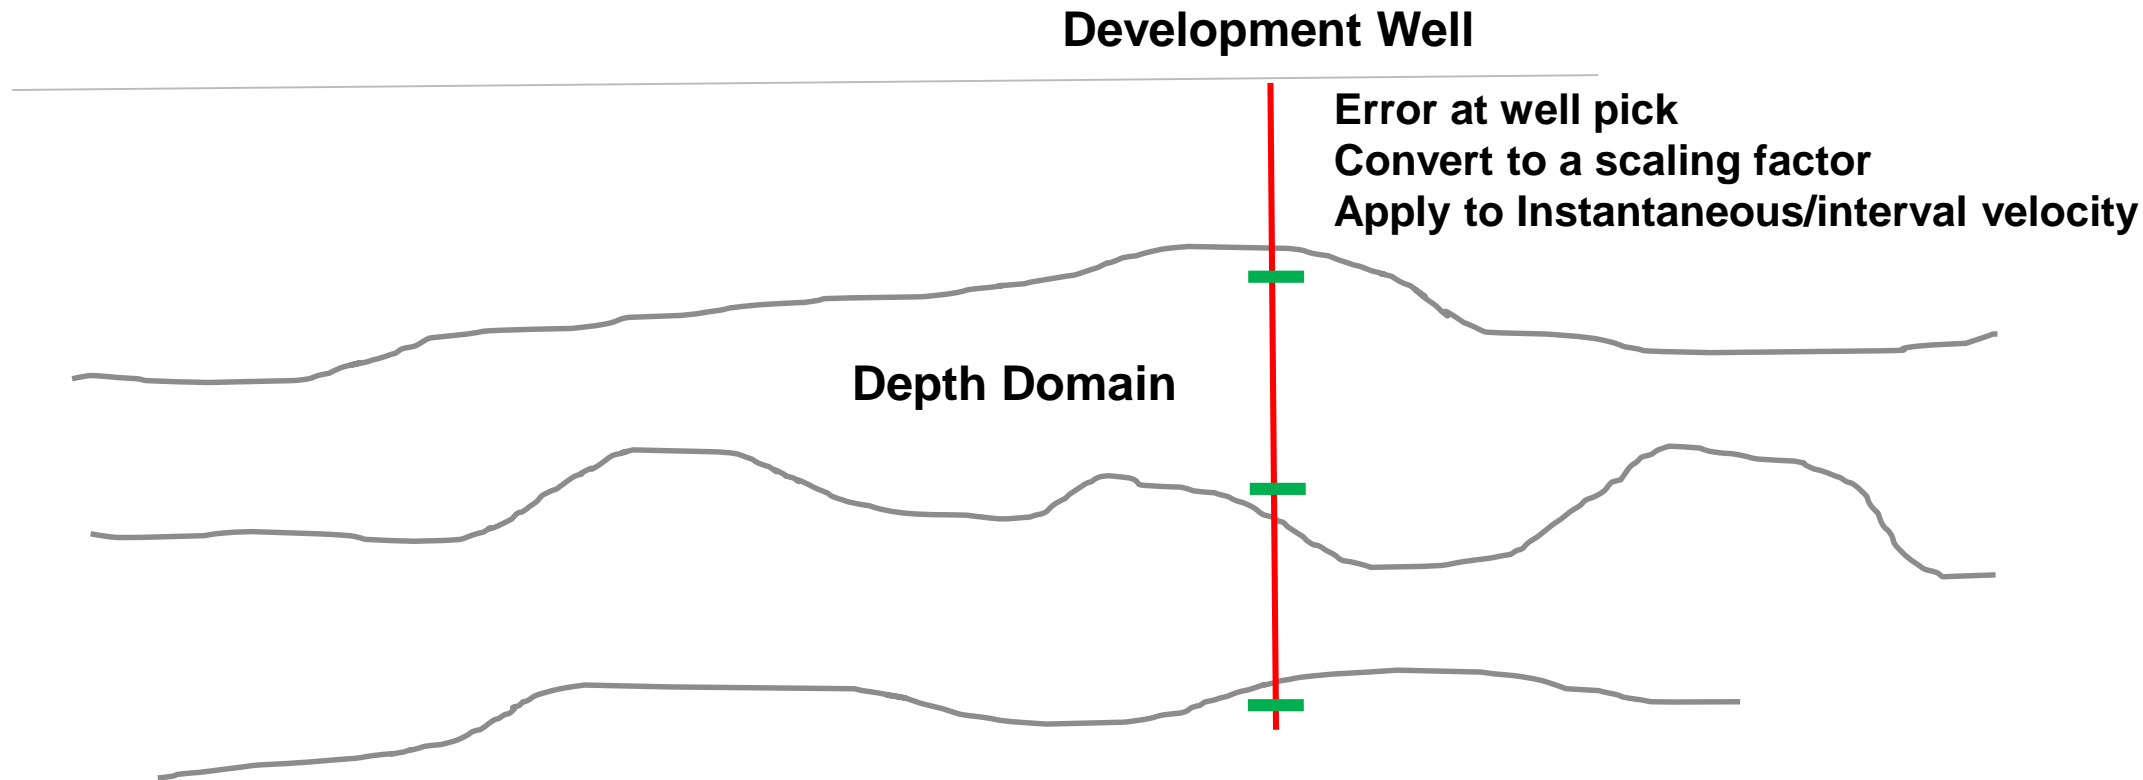 Development Well
Error at well pick
Convert to a scaling factor
Apply to Instantaneous/interval velocity
Depth Domain